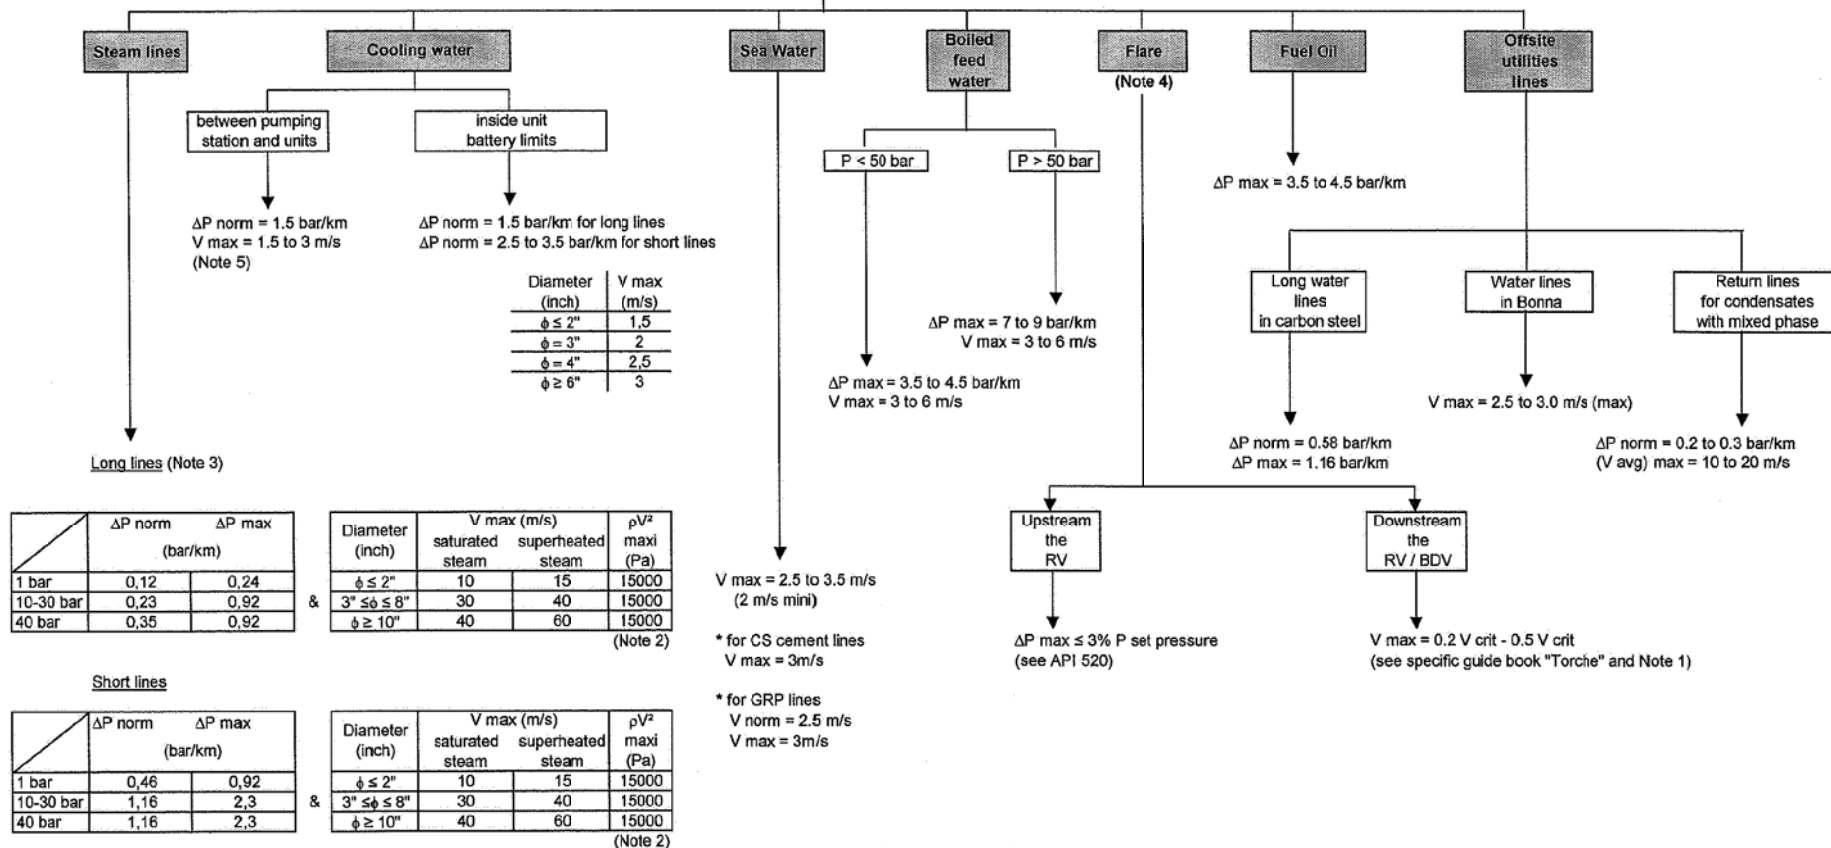 Steam lines
Cooling water
Sea Water
Boiled
feed
water
Flare
(Note 4)
Fuel Oil
Offsite
utilities
lines
between pumping
station and units
inside unit
battery limits
P < 50 bar
P > 50 bar
ΔP max = 3.5 to 4.5 bar/km
ΔP norm = 1.5 bar/km
V max = 1.5 to 3 m/s
(Note 5)
ΔP norm = 1.5 bar/km for long lines
ΔP norm = 2.5 to 3.5 bar/km for short lines
Diameter V max
(inch) (m/s)
ϕ ≤ 2" 1,5
ϕ = 3" 2
ϕ = 4" 2,5
ϕ ≥ 6" 3
ΔP max = 7 to 9 bar/km
V max = 3 to 6 m/s
ΔP max = 3.5 to 4.5 bar/km
V max = 3 to 6 m/s
Long water
lines
in carbon steel
Water lines
in Bonna
Return lines
for condensates
with mixed phase
V max = 2.5 to 3.0 m/s (max)
ΔP norm = 0.58 bar/km
ΔP max = 1.16 bar/km
ΔP norm = 0.2 to 0.3 bar/km
(V avg) max = 10 to 20 m/s
Long lines (Note 3)
ΔP norm ΔP max
(bar/km)
1 bar 0,12 0,24
10-30 bar 0,23 0,92
40 bar 0,35 0,92
&
Diameter V max (m/s) ρV²
(inch) saturated superheated maxi
steam steam (Pa)
ϕ ≤ 2" 10 15 15000
3" ≤ϕ ≤ 8" 30 40 15000
ϕ ≥ 10" 40 60 15000
(Note 2)
Upstream
the
RV
Downstream
the
RV / BDV
V max = 2.5 to 3.5 m/s
(2 m/s mini)
* for CS cement lines
V max = 3m/s
* for GRP lines
V norm = 2.5 m/s
V max = 3m/s
ΔP max ≤ 3% P set pressure
(see API 520)
V max = 0.2 V crit - 0.5 V crit
(see specific guide book "Torche" and Note 1)
Short lines
ΔP norm ΔP max
(bar/km)
1 bar 0,46 0,92
10-30 bar 1,16 2,3
40 bar 1,16 2,3
&
Diameter V max (m/s) ρV²
(inch) saturated superheated maxi
steam steam (Pa)
ϕ ≤ 2" 10 15 15000
3" ≤ϕ ≤ 8" 30 40 15000
ϕ ≥ 10" 40 60 15000
(Note 2)